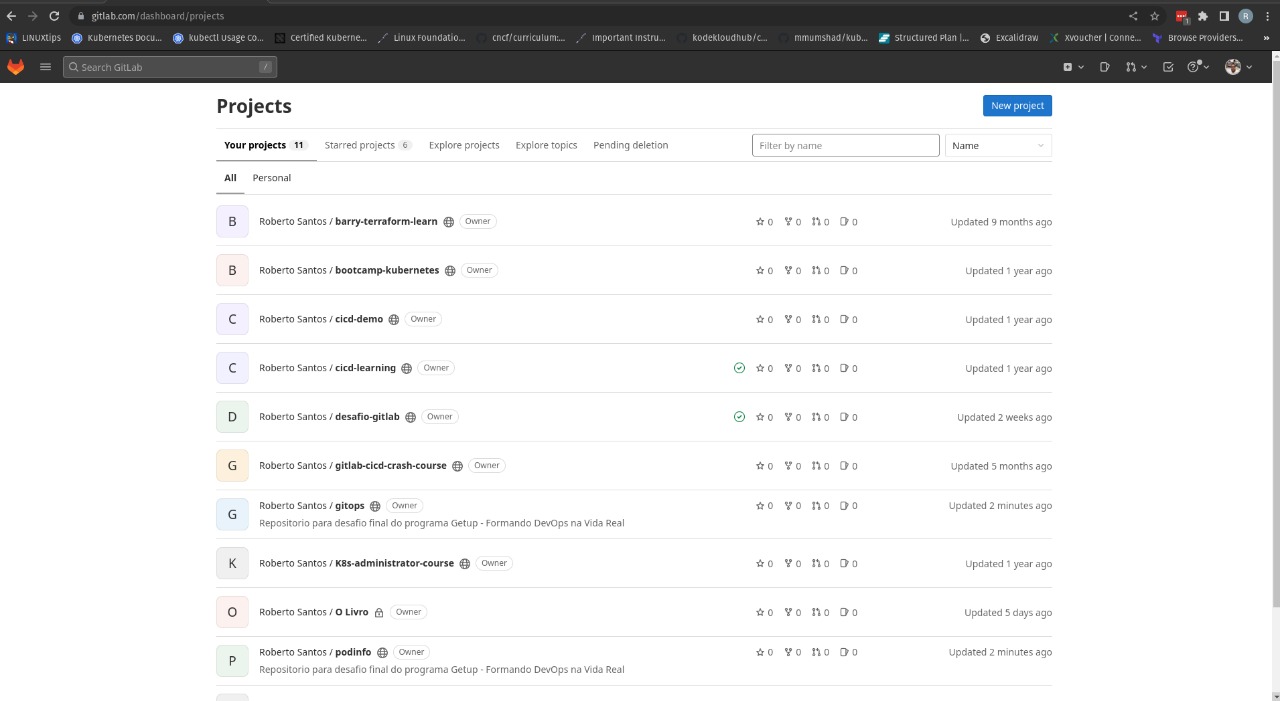 gitlab.com/dashboard/projects
R
LINUXtips Kubernetes Docu... kubectl Usage Co... Certified Kuberne... Linux Foundatio... cncf/curriculum:... Important Instru... kodekloudhub/c... mmumshad/kub... Structured Plan |... Excalidraw xvoucher | conne... Browse Providers... »
Search GitLab /
Projects
New project
Your projects 11 Starred projects 6 Explore projects Explore topics Pending deletion Filter by name Name
All Personal
B Roberto Santos / barry-terraform-learn Owner 0 0 0 0 Updated 9 months ago
B Roberto Santos / bootcamp-kubernetes Owner 0 0 0 0 Updated 1 year ago
C Roberto Santos / cicd-demo Owner 0 0 0 0 Updated 1 year ago
C Roberto Santos / cicd-learning Owner 0 0 0 0 Updated 1 year ago
D Roberto Santos / desafio-gitlab Owner 0 0 0 0 Updated 2 weeks ago
G Roberto Santos / gitlab-cicd-crash-course Owner 0 0 0 0 Updated 5 months ago
G Roberto Santos / gitops Owner 0 0 0 0 Updated 2 minutes ago
Repositorio para desafio final do programa Getup - Formando DevOps na Vida Real
K Roberto Santos / K8s-administrator-course Owner 0 0 0 0 Updated 1 year ago
O Roberto Santos / O Livro Owner 0 0 0 0 Updated 5 days ago
P Roberto Santos / podinfo Owner 0 0 0 0 Updated 2 minutes ago
Repositorio para desafio final do programa Getup - Formando DevOps na Vida Real